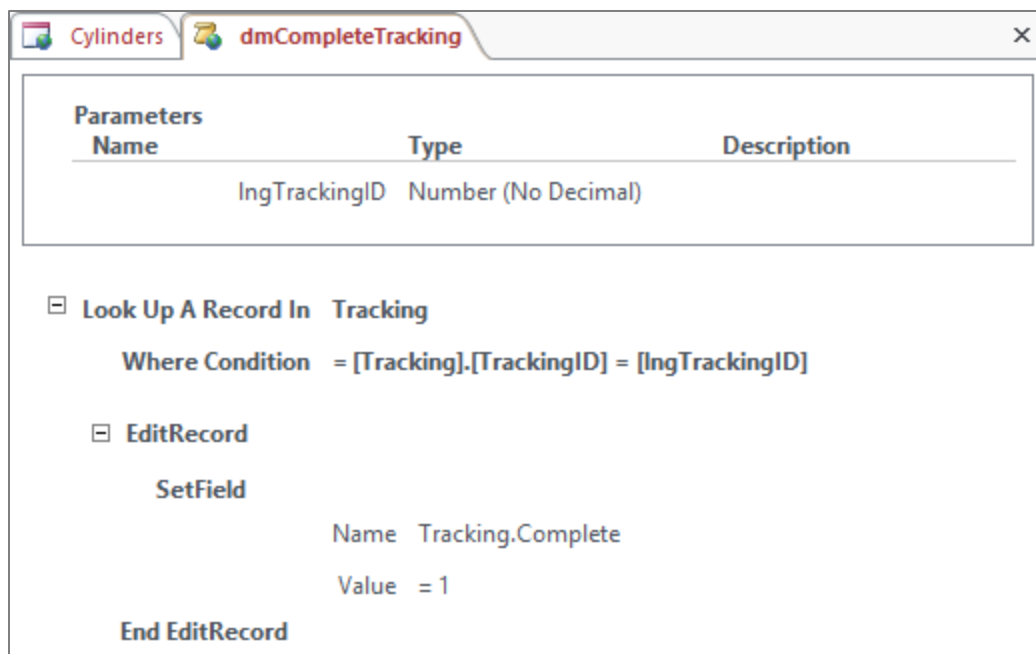 Cylinders dmCompleteTracking
Parameters
Name Type Description
lngTrackingID Number (No Decimal)
Look Up A Record In Tracking
Where Condition = [Tracking].[TrackingID] = [lngTrackingID]
EditRecord
SetField
Name Tracking.Complete
Value = 1
End EditRecord